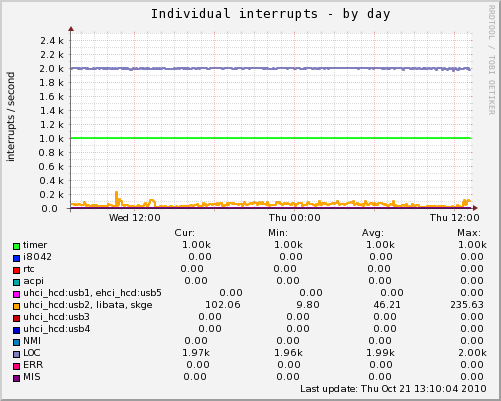 Individual interrupts - by day
RRDTOOL / TOBI OETIKER
interrupts / second
2.4 k
2.2 k
2.0 k
1.8 k
1.6 k
1.4 k
1.2 k
1.0 k
0.8 k
0.6 k
0.4 k
0.2 k
0.0
Wed 12:00 Thu 00:00 Thu 12:00
Cur: Min: Avg: Max:
timer 1.00k 1.00k 1.00k 1.00k
i8042 0.00 0.00 0.00 0.00
rtc 0.00 0.00 0.00 0.00
acpi 0.00 0.00 0.00 0.00
uhci_hcd:usb1, ehci_hcd:usb5 0.00 0.00 0.00 0.00
uhci_hcd:usb2, libata, skge 102.06 9.80 46.21 235.63
uhci_hcd:usb3 0.00 0.00 0.00 0.00
uhci_hcd:usb4 0.00 0.00 0.00 0.00
NMI 0.00 0.00 0.00 0.00
LOC 1.97k 1.96k 1.99k 2.00k
ERR 0.00 0.00 0.00 0.00
MIS 0.00 0.00 0.00 0.00
Last update: Thu Oct 21 13:10:04 2010